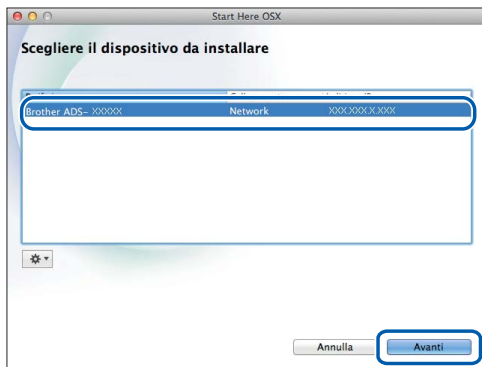 Start Here OSX
Scegliere il dispositivo da installare
Brother ADS- XXXXX Network XXX.XXX.X.XXX
Annulla Avanti